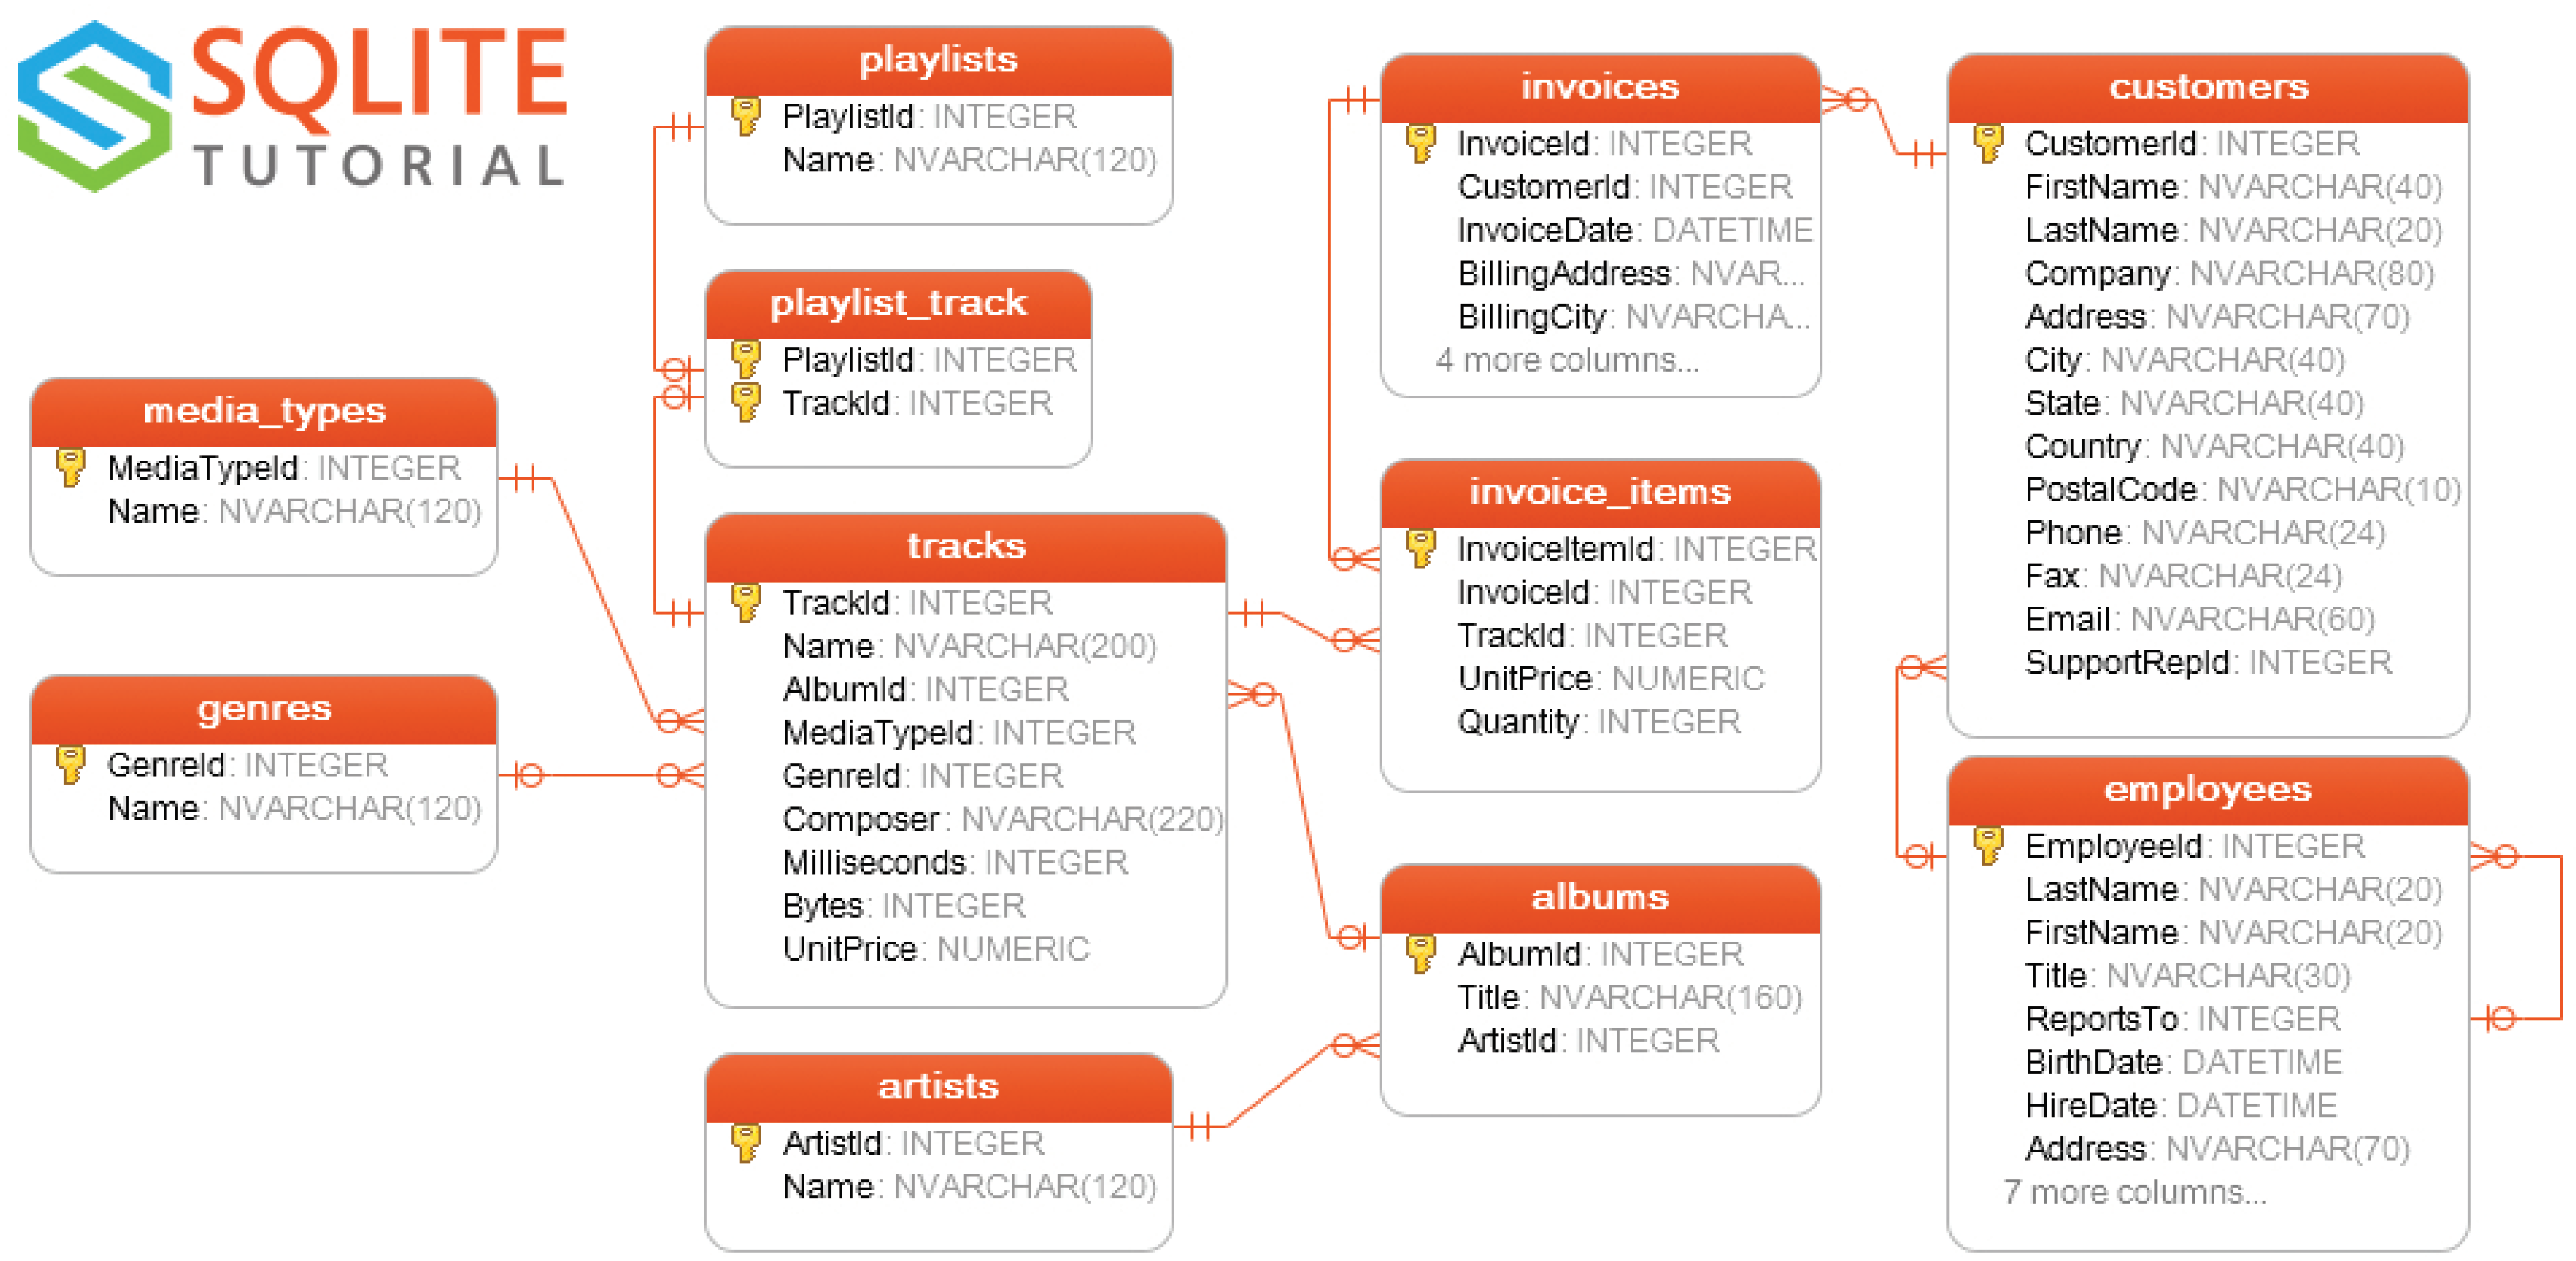 SQLITE
TUTORIAL
playlists
PlaylistId: INTEGER
Name: NVARCHAR(120)
playlist_track
PlaylistId: INTEGER
TrackId: INTEGER
media_types
MediaTypeId: INTEGER
Name: NVARCHAR(120)
genres
GenreId: INTEGER
Name: NVARCHAR(120)
tracks
TrackId: INTEGER
Name: NVARCHAR(200)
AlbumId: INTEGER
MediaTypeId: INTEGER
GenreId: INTEGER
Composer: NVARCHAR(220)
Milliseconds: INTEGER
Bytes: INTEGER
UnitPrice: NUMERIC
artists
ArtistId: INTEGER
Name: NVARCHAR(120)
invoices
InvoiceId: INTEGER
CustomerId: INTEGER
InvoiceDate: DATETIME
BillingAddress: NVAR...
BillingCity: NVARCHA...
4 more columns...
invoice_items
InvoiceItemId: INTEGER
InvoiceId: INTEGER
TrackId: INTEGER
UnitPrice: NUMERIC
Quantity: INTEGER
albums
AlbumId: INTEGER
Title: NVARCHAR(160)
ArtistId: INTEGER
customers
CustomerId: INTEGER
FirstName: NVARCHAR(40)
LastName: NVARCHAR(20)
Company: NVARCHAR(80)
Address: NVARCHAR(70)
City: NVARCHAR(40)
State: NVARCHAR(40)
Country: NVARCHAR(40)
PostalCode: NVARCHAR(10)
Phone: NVARCHAR(24)
Fax: NVARCHAR(24)
Email: NVARCHAR(60)
SupportRepId: INTEGER
employees
EmployeeId: INTEGER
LastName: NVARCHAR(20)
FirstName: NVARCHAR(20)
Title: NVARCHAR(30)
ReportsTo: INTEGER
BirthDate: DATETIME
HireDate: DATETIME
Address: NVARCHAR(70)
7 more columns...